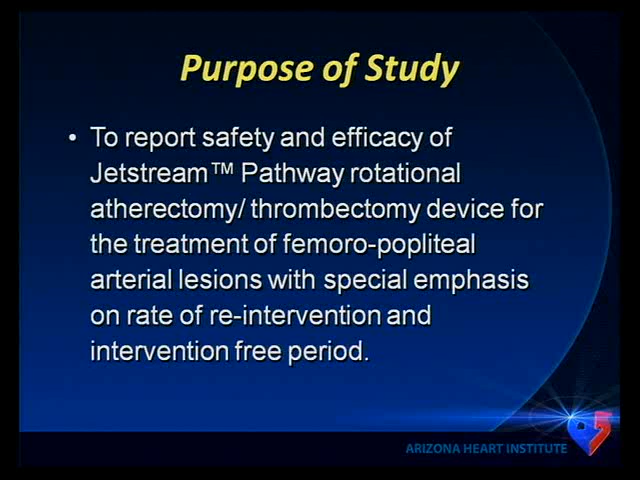 Purpose of Study
• To report safety and efficacy of
Jetstream™ Pathway rotational
atherectomy/ thrombectomy device for
the treatment of femoro-popliteal
arterial lesions with special emphasis
on rate of re-intervention and
intervention free period.
ARIZONA HEART INSTITUTE